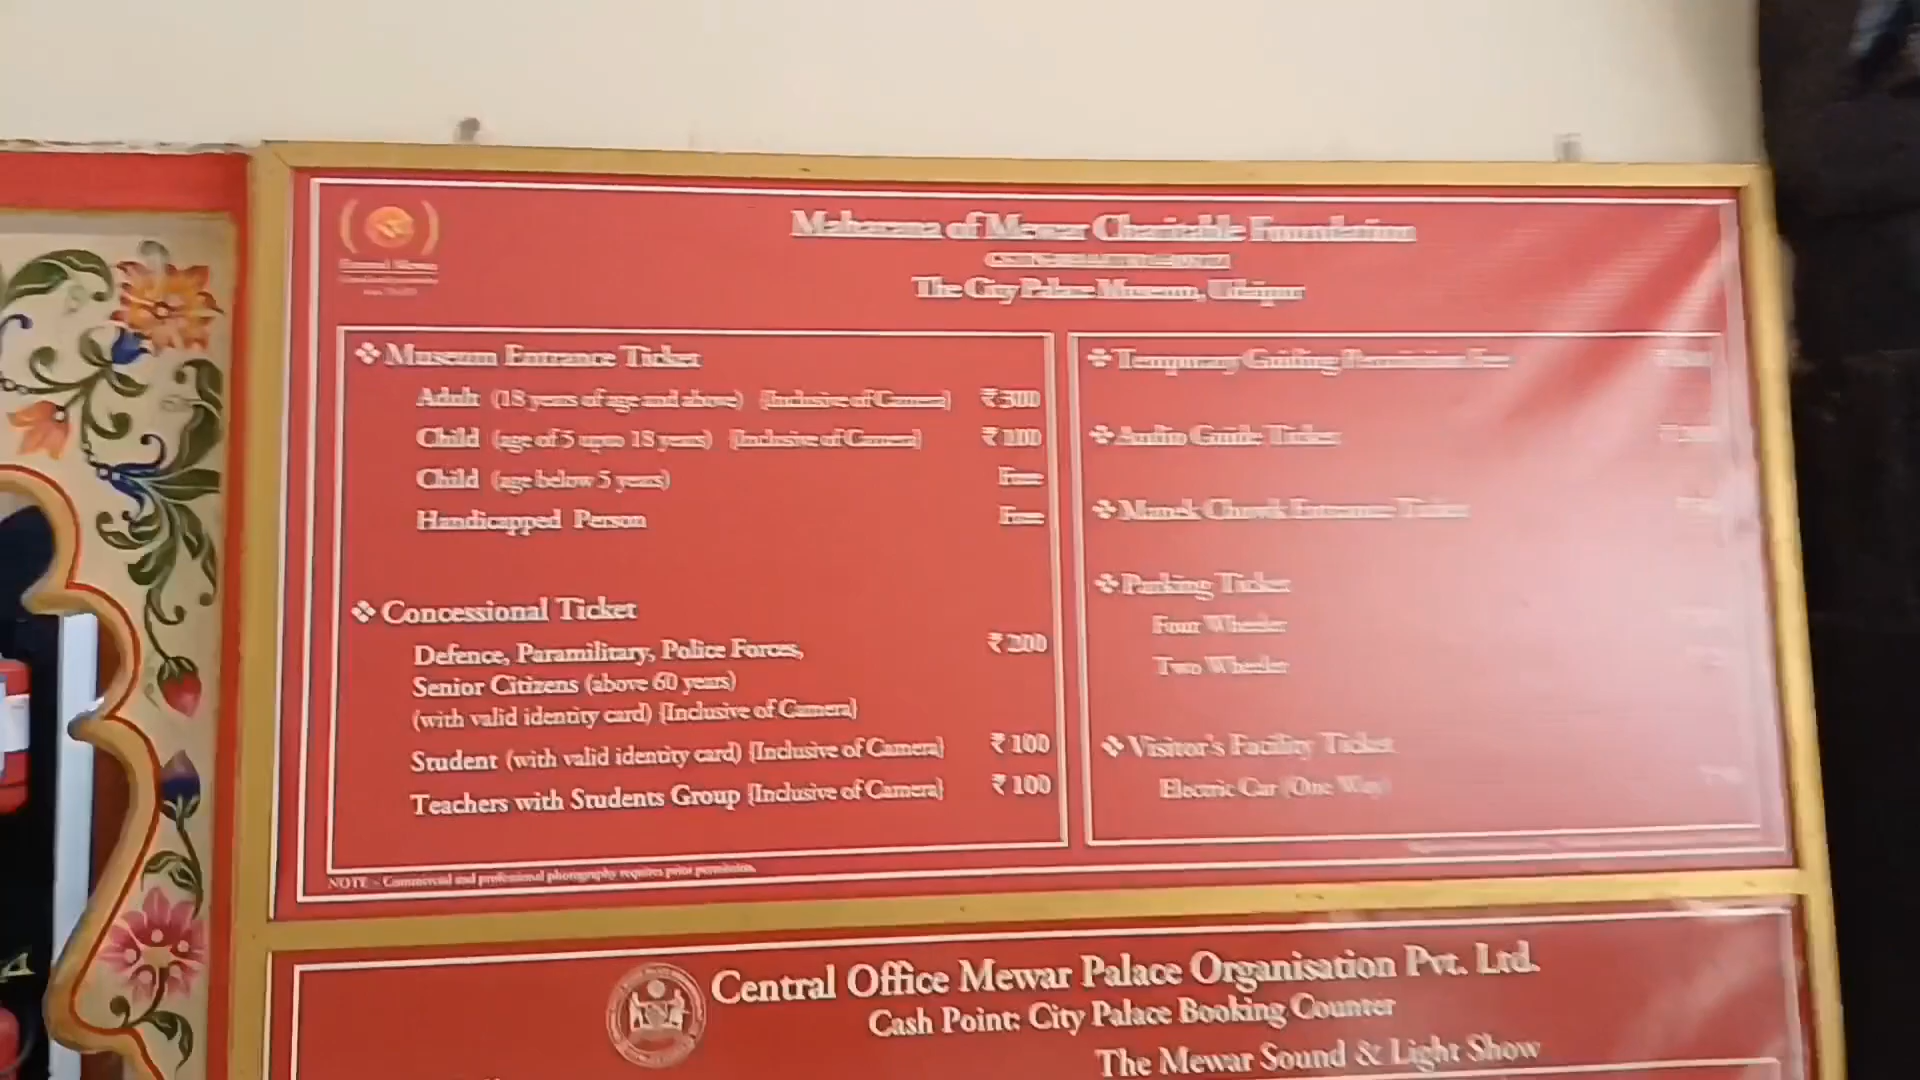 Maharana of Mewar Charitable Foundation
The City Palace Museum, Udaipur
❖ Museum Entrance Ticket
Adult (18 years of age and above) {Inclusive of Camera} ₹ 300
Child (age of 5 upto 18 years) {Inclusive of Camera} ₹ 100
Child (age below 5 years) Free
Handicapped Person Free
❖ Concessional Ticket
Defence, Paramilitary, Police Forces, ₹ 200
Senior Citizens (above 60 years)
(with valid identity card) {Inclusive of Camera}
Student (with valid identity card) {Inclusive of Camera} ₹ 100
Teachers with Students Group {Inclusive of Camera} ₹ 100
NOTE - Commercial and professional photography requires prior permission.
❖ Temporary Guiding Permission Fee
❖ Audio Guide Ticket
❖ Manek Chowk Entrance Ticket
❖ Parking Ticket
Four Wheeler
Two Wheeler
❖ Visitor's Facility Ticket
Electric Car (One Way)
Central Office Mewar Palace Organisation Pvt. Ltd.
Cash Point: City Palace Booking Counter
The Mewar Sound & Light Show